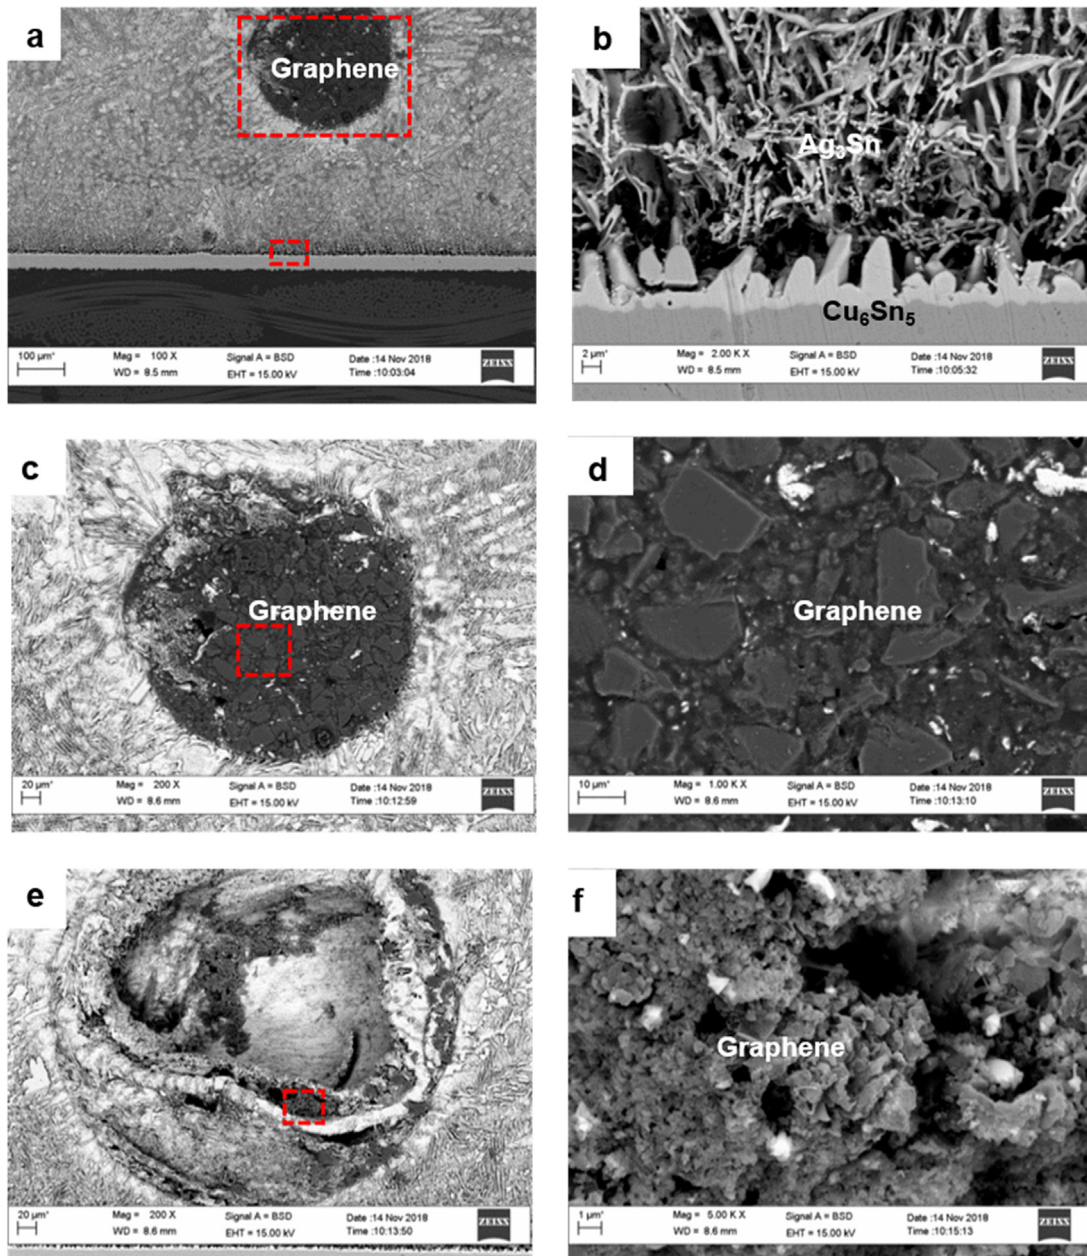 a
Graphene
100 µm*
Mag = 100 X
WD = 8.5 mm
Signal A = BSD
EHT = 15.00 kV
Date :14 Nov 2018
Time :10:03:04
ZEISS
b
Ag₃Sn
Cu₆Sn₅
2 µm*
Mag = 2.00 K X
WD = 8.5 mm
Signal A = BSD
EHT = 15.00 kV
Date :14 Nov 2018
Time :10:05:32
ZEISS
c
Graphene
20 µm*
Mag = 200 X
WD = 8.6 mm
Signal A = BSD
EHT = 15.00 kV
Date :14 Nov 2018
Time :10:12:59
ZEISS
d
Graphene
10 µm*
Mag = 1.00 K X
WD = 8.6 mm
Signal A = BSD
EHT = 15.00 kV
Date :14 Nov 2018
Time :10:13:10
ZEISS
e
20 µm*
Mag = 200 X
WD = 8.6 mm
Signal A = BSD
EHT = 15.00 kV
Date :14 Nov 2018
Time :10:13:50
ZEISS
f
Graphene
1 µm*
Mag = 5.00 K X
WD = 8.6 mm
Signal A = BSD
EHT = 15.00 kV
Date :14 Nov 2018
Time :10:15:13
ZEISS